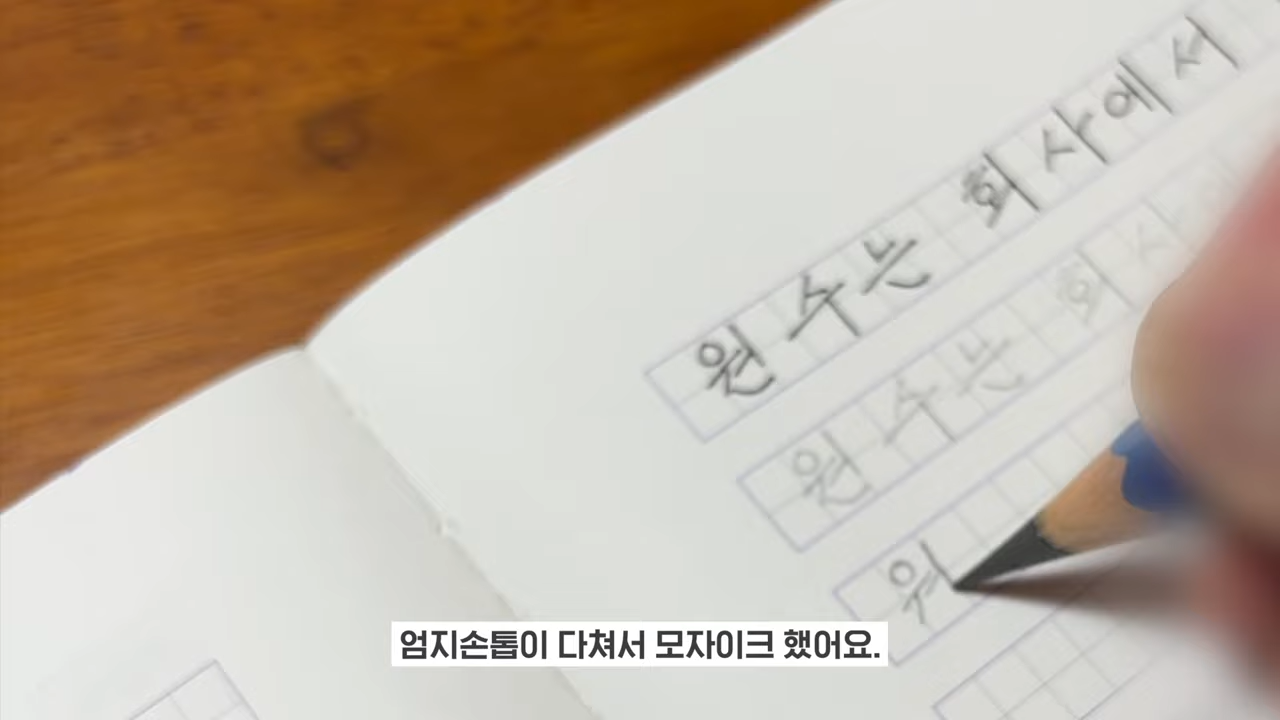 원수는 회사에서
원수는 회사
워
엄지손톱이 다쳐서 모자이크 했어요.